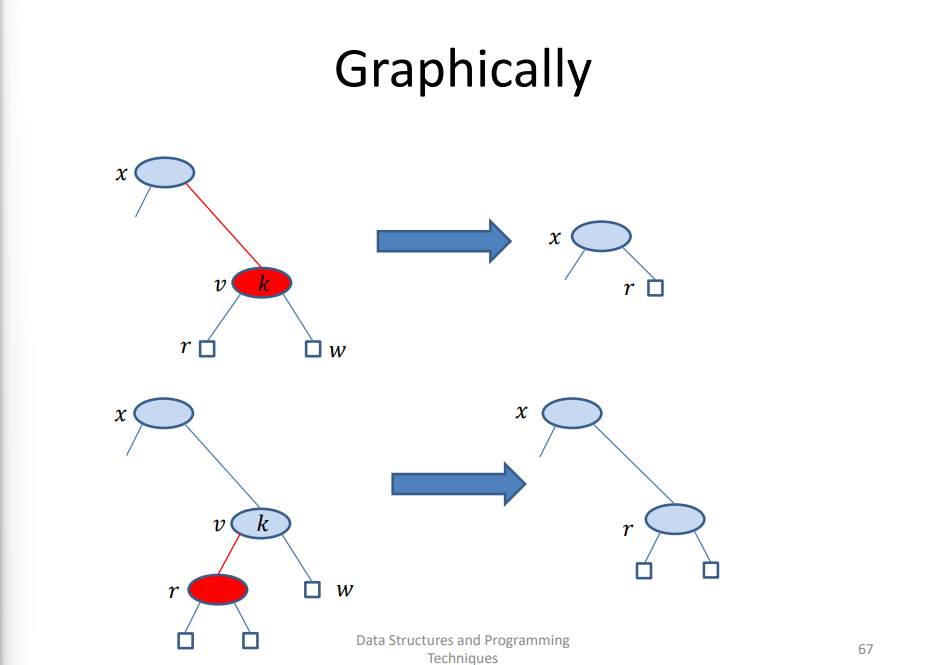 Graphically
x
x
v k
r
r w
x
x
v k
r
r w
Data Structures and Programming
Techniques
67